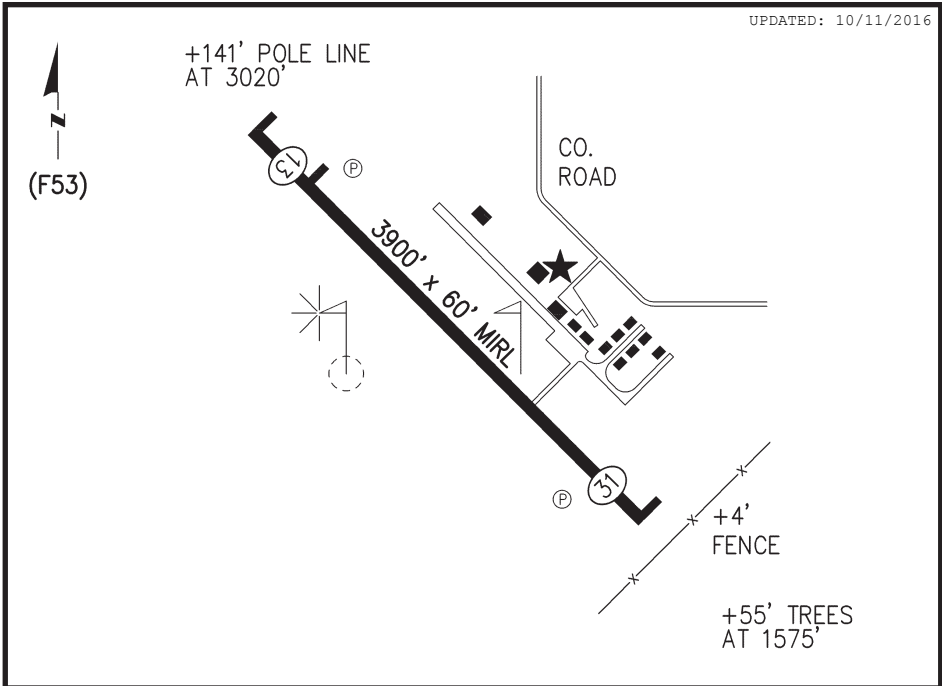 UPDATED: 10/11/2016
+141' POLE LINE
AT 3020'
N
(F53)
CO.
ROAD
13
P
3900' x 60' MIRL
31
P
+4'
FENCE
+55' TREES
AT 1575'